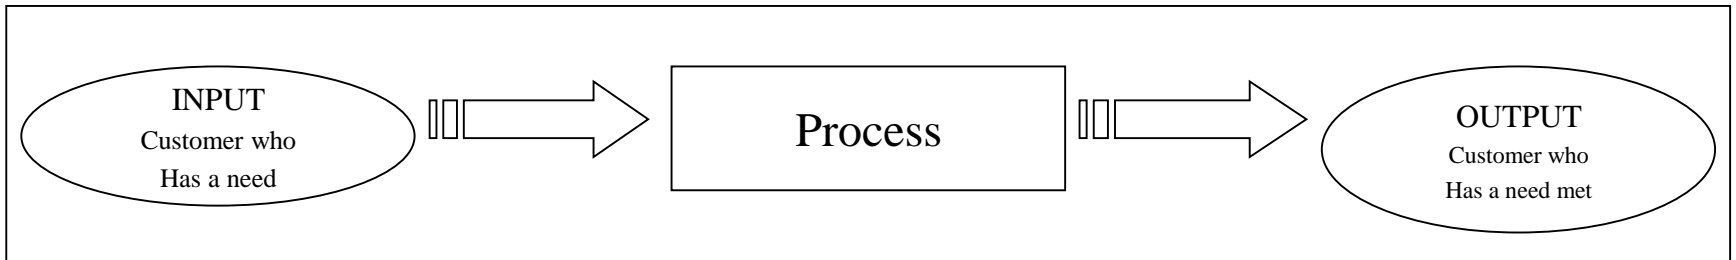 INPUT
Customer who
Has a need
Process
OUTPUT
Customer who
Has a need met